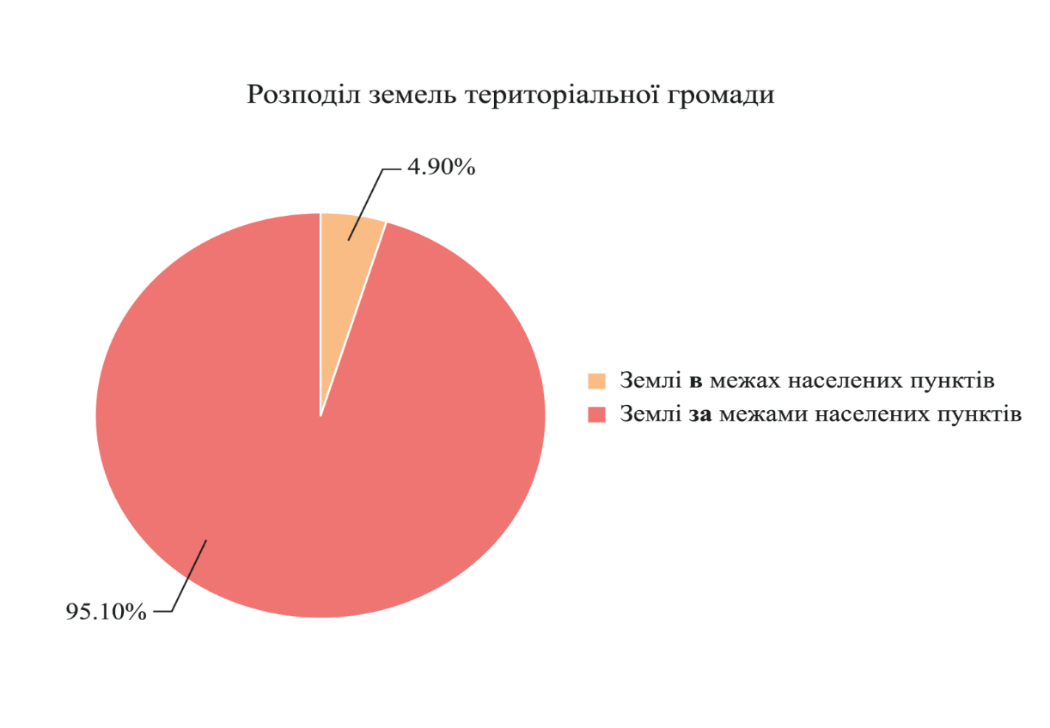 Розподіл земель територіальної громади
4.90%
Землі в межах населених пунктів
Землі за межами населених пунктів
95.10%